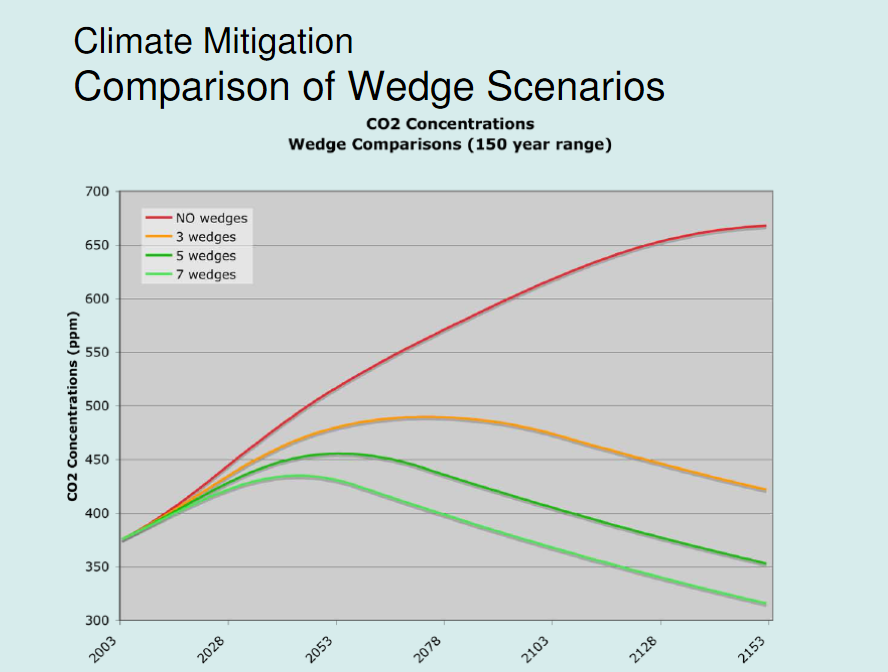 Climate Mitigation
Comparison of Wedge Scenarios
CO2 Concentrations
Wedge Comparisons (150 year range)
700
650
600
550
500
450
400
350
300
CO2 Concentrations (ppm)
NO wedges
3 wedges
5 wedges
7 wedges
2003
2028
2053
2078
2103
2128
2153